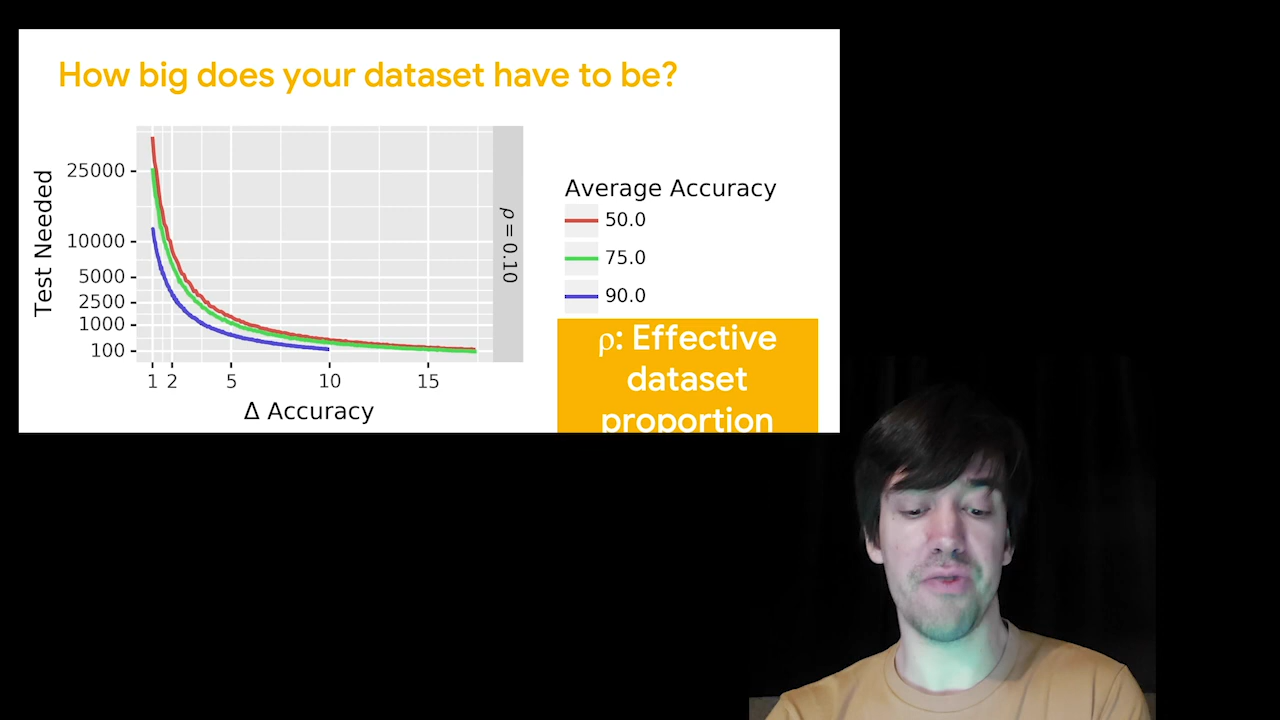 How big does your dataset have to be?
Test Needed
25000
10000
5000
2500
1000
100
1 2 5 10 15
Δ Accuracy
ρ = 0.10
Average Accuracy
50.0
75.0
90.0
ρ: Effective
dataset
proportion